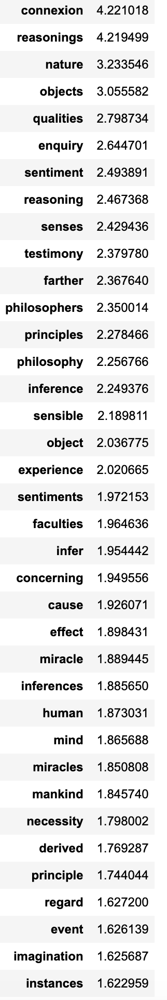 connexion 4.221018
reasonings 4.219499
nature 3.233546
objects 3.055582
qualities 2.798734
enquiry 2.644701
sentiment 2.493891
reasoning 2.467368
senses 2.429436
testimony 2.379780
farther 2.367640
philosophers 2.350014
principles 2.278466
philosophy 2.256766
inference 2.249376
sensible 2.189811
object 2.036775
experience 2.020665
sentiments 1.972153
faculties 1.964636
infer 1.954442
concerning 1.949556
cause 1.926071
effect 1.898431
miracle 1.889445
inferences 1.885650
human 1.873031
mind 1.865688
miracles 1.850808
mankind 1.845740
necessity 1.798002
derived 1.769287
principle 1.744044
regard 1.627200
event 1.626139
imagination 1.625687
instances 1.622959